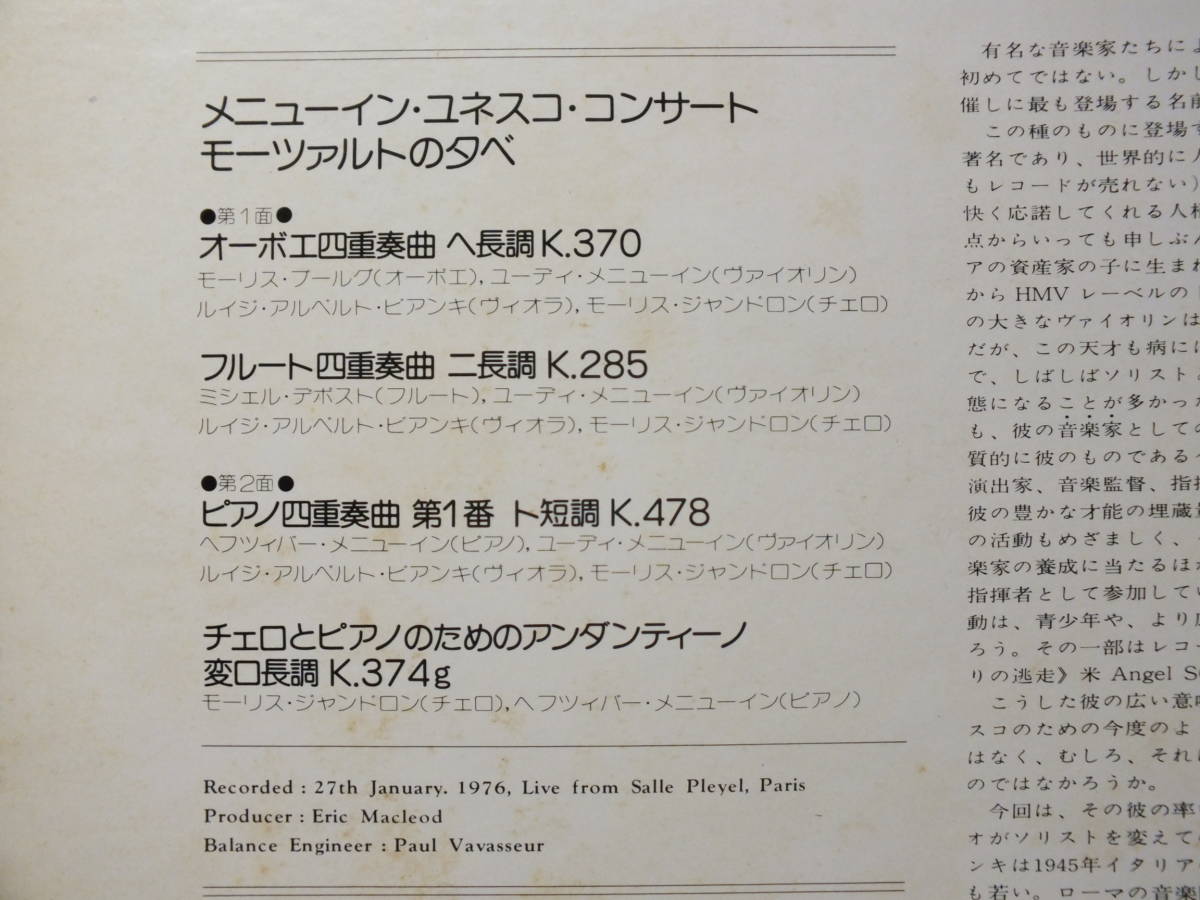 メニューイン・ユネスコ・コンサート
モーツァルトの夕べ
●第1面●
オーボエ四重奏曲 ヘ長調 K.370
モーリス・ブールグ(オーボエ), ユーディ・メニューイン(ヴァイオリン)
ルイジ・アルベルト・ビアンキ(ヴィオラ), モーリス・ジャンドロン(チェロ)
フルート四重奏曲 ニ長調 K.285
ミシェル・デボスト(フルート), ユーディ・メニューイン(ヴァイオリン)
ルイジ・アルベルト・ビアンキ(ヴィオラ), モーリス・ジャンドロン(チェロ)
●第2面●
ピアノ四重奏曲 第1番 ト短調 K.478
ヘフツィバー・メニューイン(ピアノ), ユーディ・メニューイン(ヴァイオリン)
ルイジ・アルベルト・ビアンキ(ヴィオラ), モーリス・ジャンドロン(チェロ)
チェロとピアノのためのアンダンティーノ
変ロ長調 K.374g
モーリス・ジャンドロン(チェロ), ヘフツィバー・メニューイン(ピアノ)
Recorded : 27th January. 1976, Live from Salle Pleyel, Paris
Producer : Eric Macleod
Balance Engineer : Paul Vavasseur
有名な音楽家たちによ
初めてではない。しかし
催しに最も登場する名前
この種のものに登場す
著名であり、世界的に人
もレコードが売れない)
快く応諾してくれる人柄
点からいっても申しぶん
アの資産家の子に生まれ
から HMV レーベルの
の大きなヴァイオリンは
だが、この天才も病には
で、しばしばソリスト
態になることが多かった
も、彼の音楽家としての
質的に彼のものである
演出家、音楽監督、指揮
彼の豊かな才能の埋蔵量
の活動もめざましく、
楽家の養成に当たるほか
指揮者として参加してい
動は、青少年や、より広
ろう。その一部はレコー
りの逃走》米 Angel S
こうした彼の広い意味
スコのための今度のよ
はなく、むしろ、それは
のではなかろうか。
今回は、その彼の率
オがソリストを変えて
ンキは1945年イタリア
も若い。ローマの音楽